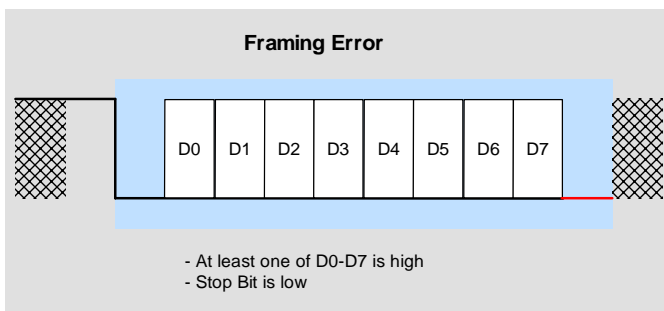 Framing Error
D0 D1 D2 D3 D4 D5 D6 D7
- At least one of D0-D7 is high
- Stop Bit is low